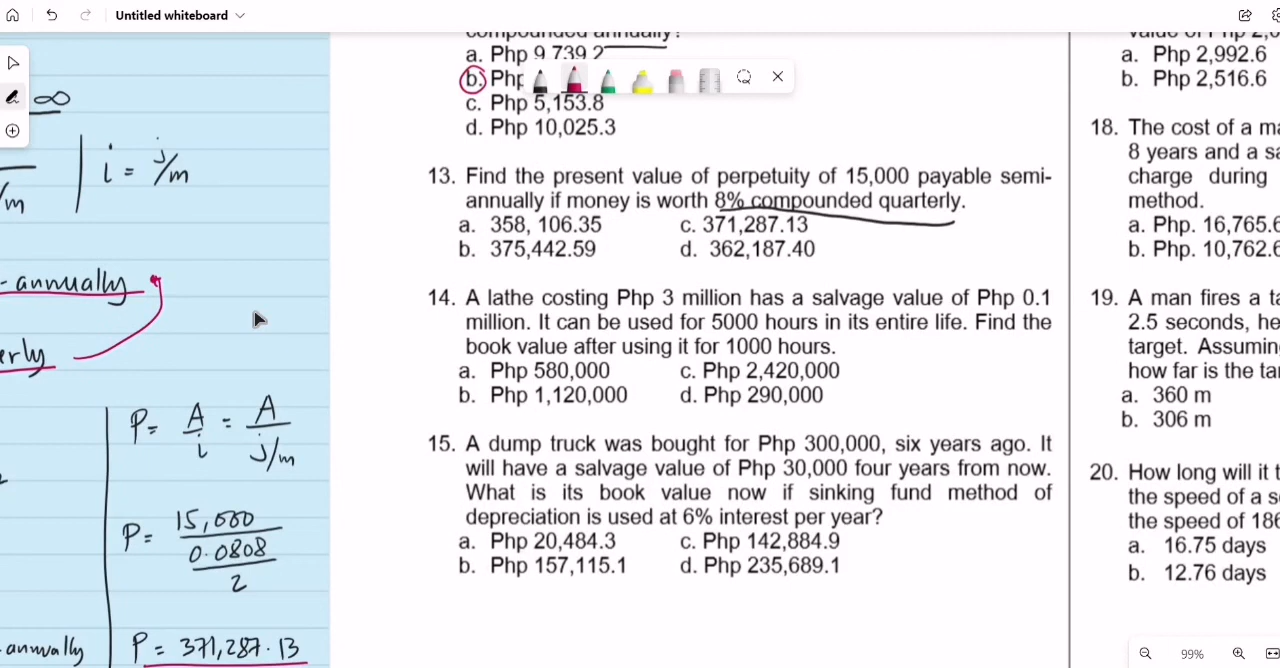 Untitled whiteboard
∞
/m
i = j/m
- annually
erly
P = A/i = A/(j/m)
P = 15,000
0.0808
2
- annually
P = 371,287.13
compounded annually?
a. Php 9 739 2
b. Php
c. Php 5,153.8
d. Php 10,025.3
13. Find the present value of perpetuity of 15,000 payable semi-
annually if money is worth 8% compounded quarterly.
a. 358, 106.35 c. 371,287.13
b. 375,442.59 d. 362,187.40
14. A lathe costing Php 3 million has a salvage value of Php 0.1
million. It can be used for 5000 hours in its entire life. Find the
book value after using it for 1000 hours.
a. Php 580,000 c. Php 2,420,000
b. Php 1,120,000 d. Php 290,000
15. A dump truck was bought for Php 300,000, six years ago. It
will have a salvage value of Php 30,000 four years from now.
What is its book value now if sinking fund method of
depreciation is used at 6% interest per year?
a. Php 20,484.3 c. Php 142,884.9
b. Php 157,115.1 d. Php 235,689.1
a. Php 2,992.6
b. Php 2,516.6
18. The cost of a ma
8 years and a sa
charge during
method.
a. Php. 16,765.6
b. Php. 10,762.6
19. A man fires a ta
2.5 seconds, he
target. Assumin
how far is the tar
a. 360 m
b. 306 m
20. How long will it t
the speed of a s
the speed of 186
a. 16.75 days
b. 12.76 days
99%